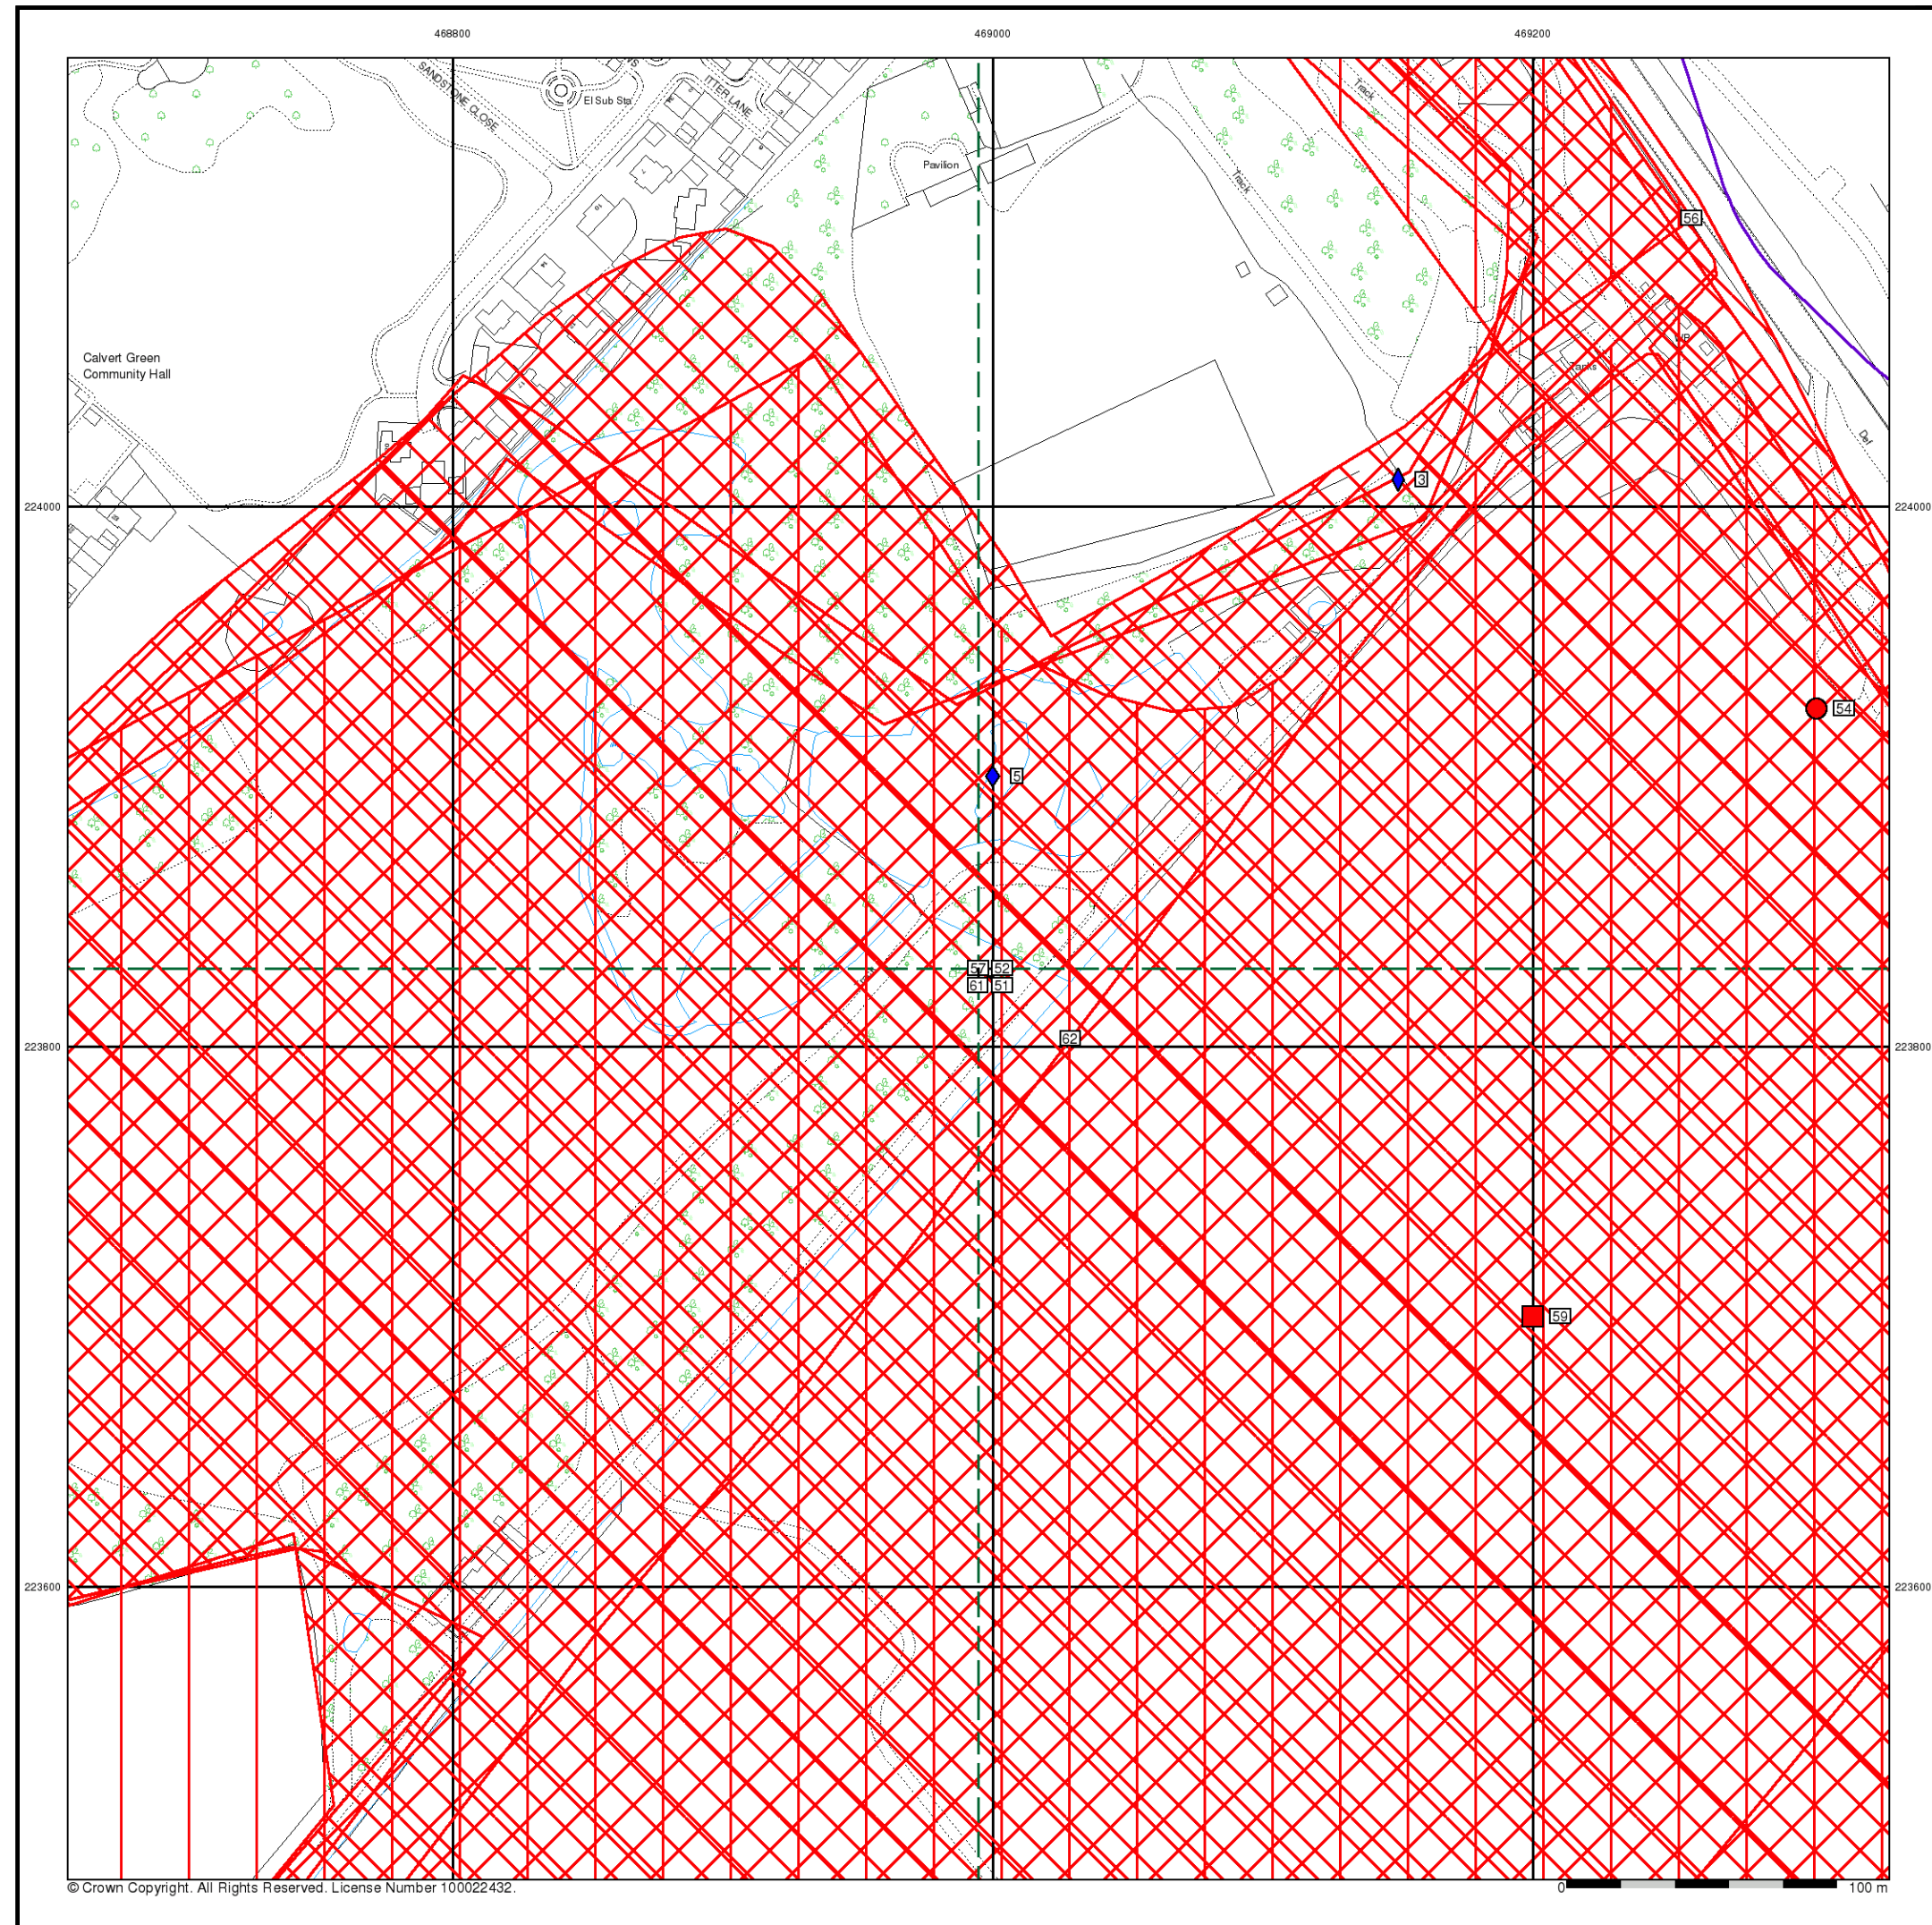 468800
469000
469200
SANDSTONE CLOSE
ITTER LANE
El Sub Sta
Pavilion
Track
Track
56
Calvert Green
Community Hall
Tanks
Def
3
224000
224000
54
5
57
52
61
51
62
223800
223800
59
223600
223600
© Crown Copyright. All Rights Reserved. License Number 100022432.
0
100 m